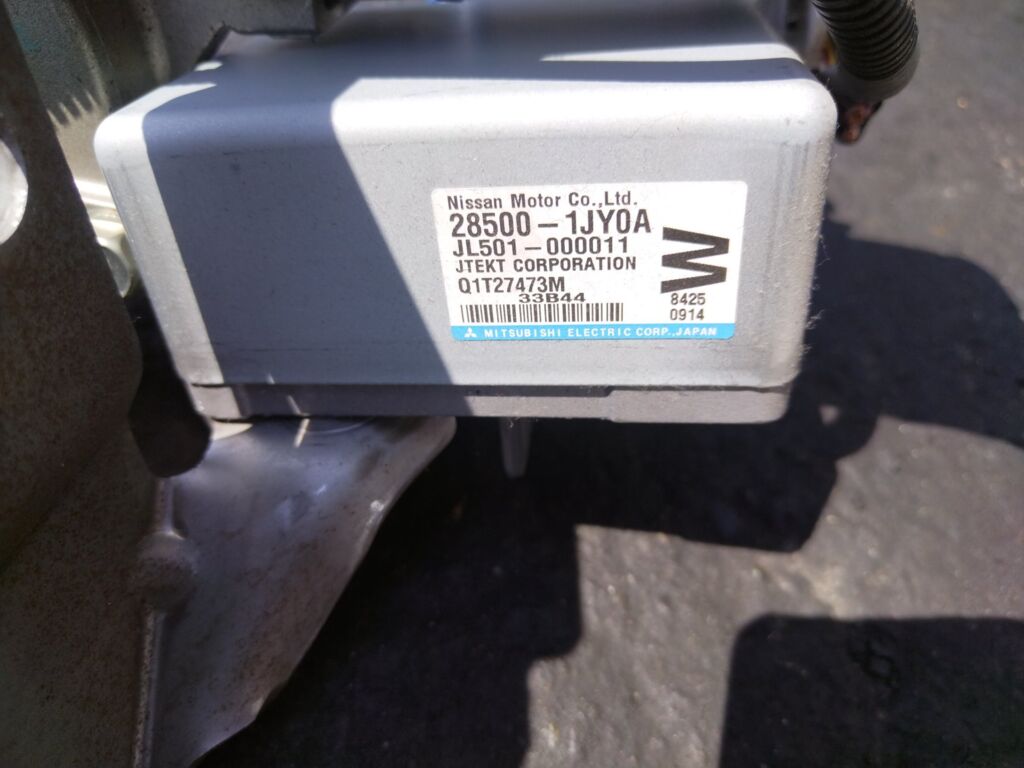 Nissan Motor Co.,Ltd.
28500-1JY0A
JL501-000011
JTEKT CORPORATION
Q1T27473M
33B44
W
8425
0914
MITSUBISHI ELECTRIC CORP.,JAPAN